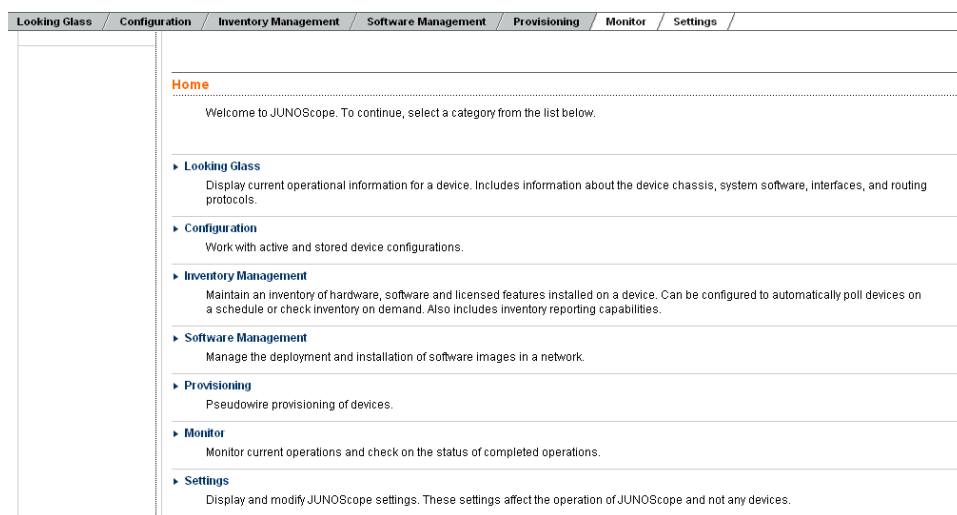 Looking Glass / Configuration / Inventory Management / Software Management / Provisioning / Monitor / Settings /
Home
Welcome to JUNOScope. To continue, select a category from the list below.
Looking Glass
Display current operational information for a device. Includes information about the device chassis, system software, interfaces, and routing
protocols.
Configuration
Work with active and stored device configurations.
Inventory Management
Maintain an inventory of hardware, software and licensed features installed on a device. Can be configured to automatically poll devices on
a schedule or check inventory on demand. Also includes inventory reporting capabilities.
Software Management
Manage the deployment and installation of software images in a network.
Provisioning
Pseudowire provisioning of devices.
Monitor
Monitor current operations and check on the status of completed operations.
Settings
Display and modify JUNOScope settings. These settings affect the operation of JUNOScope and not any devices.